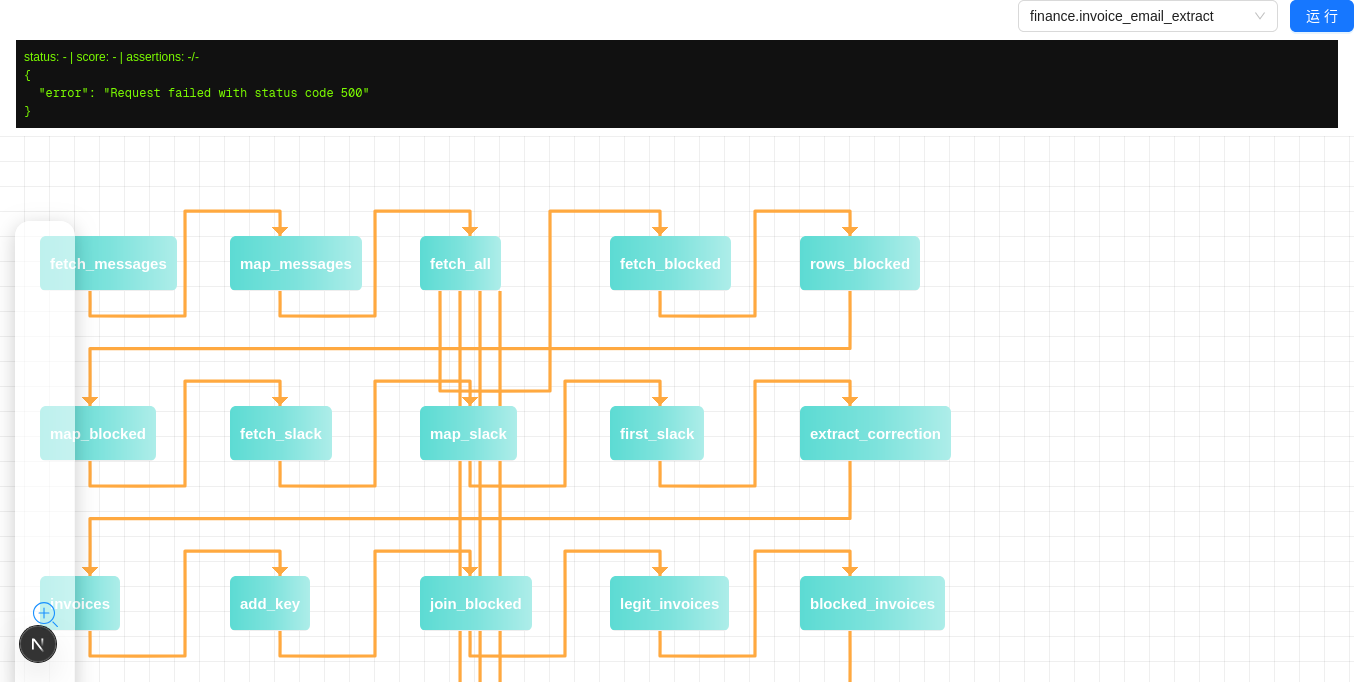 finance.invoice_email_extract
运 行
status: - | score: - | assertions: -/-
{
"error": "Request failed with status code 500"
}
fetch_messages
map_messages
fetch_all
fetch_blocked
rows_blocked
map_blocked
fetch_slack
map_slack
first_slack
extract_correction
invoices
add_key
join_blocked
legit_invoices
blocked_invoices
N